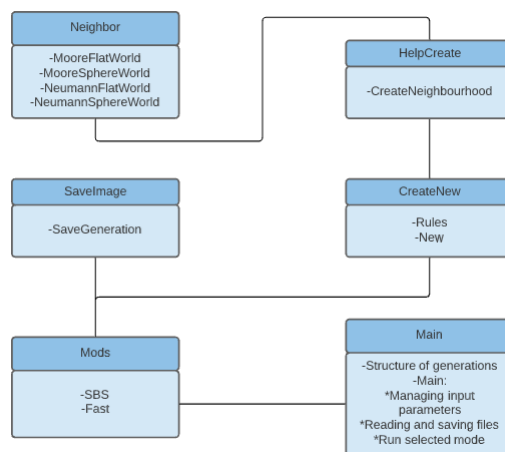 Neighbor
-MooreFlatWorld
-MooreSphereWorld
-NeumannFlatWorld
-NeumannSphereWorld
HelpCreate
-CreateNeighbourhood
SaveImage
-SaveGeneration
CreateNew
-Rules
-New
Mods
-SBS
-Fast
Main
-Structure of generations
-Main:
*Managing input
parameters
*Reading and saving files
*Run selected mode